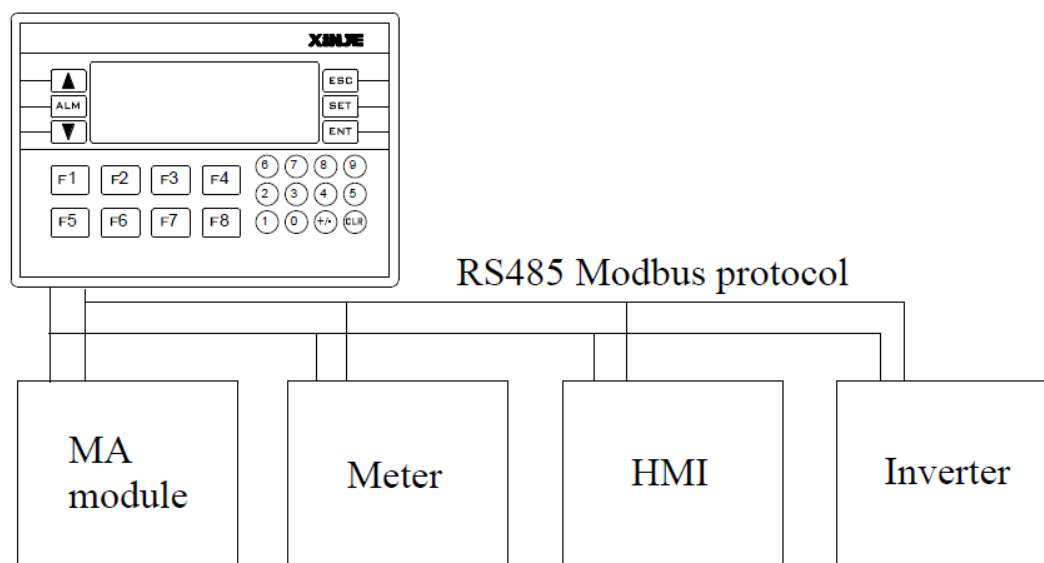 XINJE
ESC
ALM SET
ENT
F1 F2 F3 F4
6 7 8 9
2 3 4 5
F5 F6 F7 F8
1 0 +/- CLR
RS485 Modbus protocol
MA
module
Meter
HMI
Inverter